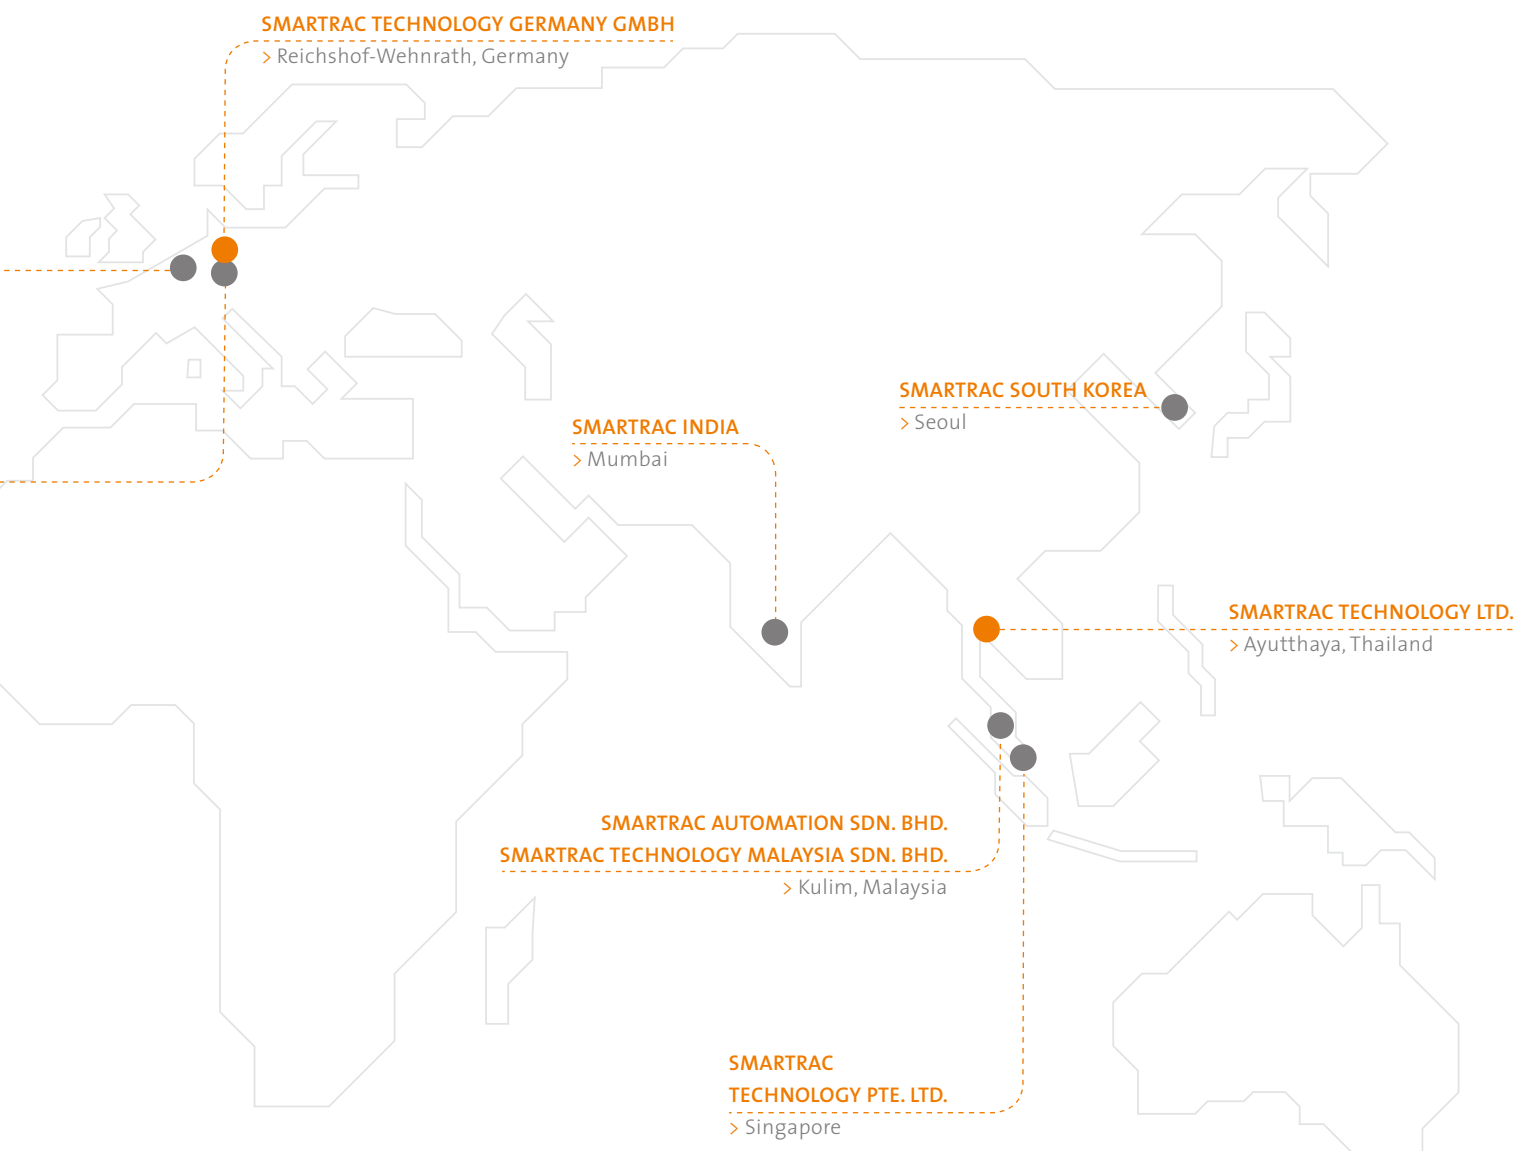 SMARTRAC TECHNOLOGY GERMANY GMBH
> Reichshof-Wehnrath, Germany
SMARTRAC SOUTH KOREA
> Seoul
SMARTRAC INDIA
> Mumbai
SMARTRAC TECHNOLOGY LTD.
> Ayutthaya, Thailand
SMARTRAC AUTOMATION SDN. BHD.
SMARTRAC TECHNOLOGY MALAYSIA SDN. BHD.
> Kulim, Malaysia
SMARTRAC
TECHNOLOGY PTE. LTD.
> Singapore